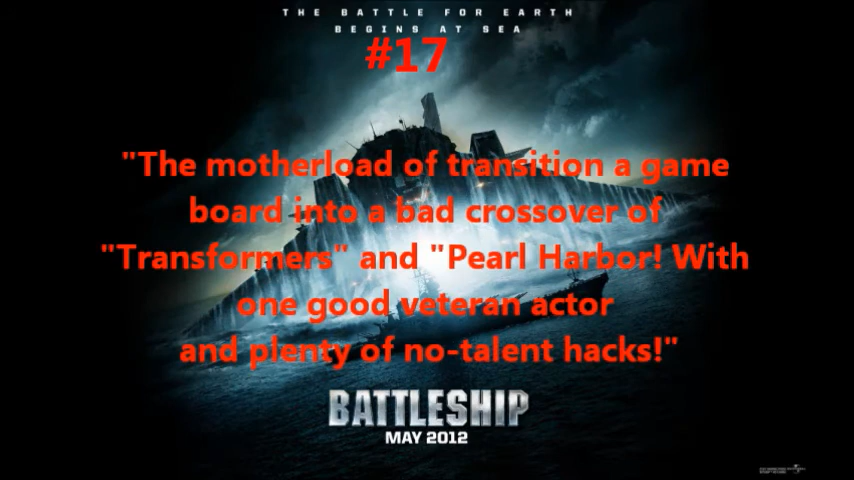 THE BATTLE FOR EARTH
BEGINS AT SEA
#17
"The motherload of transition a game
board into a bad crossover of
"Transformers" and "Pearl Harbor! With
one good veteran actor
and plenty of no-talent hacks!"
BATTLESHIP
MAY 2012